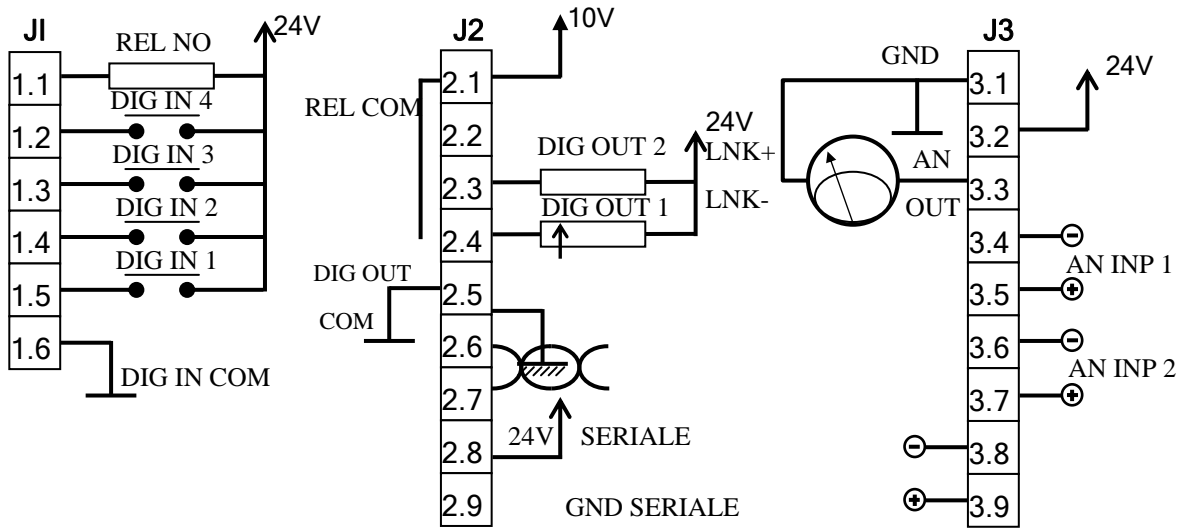 J1
24V
REL NO
1.1
DIG IN 4
1.2
DIG IN 3
1.3
DIG IN 2
1.4
DIG IN 1
1.5
1.6
DIG IN COM
J2
10V
2.1
REL COM
2.2
24V
DIG OUT 2
LNK+
2.3
LNK-
DIG OUT 1
2.4
DIG OUT
2.5
COM
2.6
2.7
24V
SERIALE
2.8
2.9
GND SERIALE
J3
GND
24V
3.1
3.2
AN
3.3
OUT
3.4
AN INP 1
3.5
3.6
AN INP 2
3.7
3.8
3.9